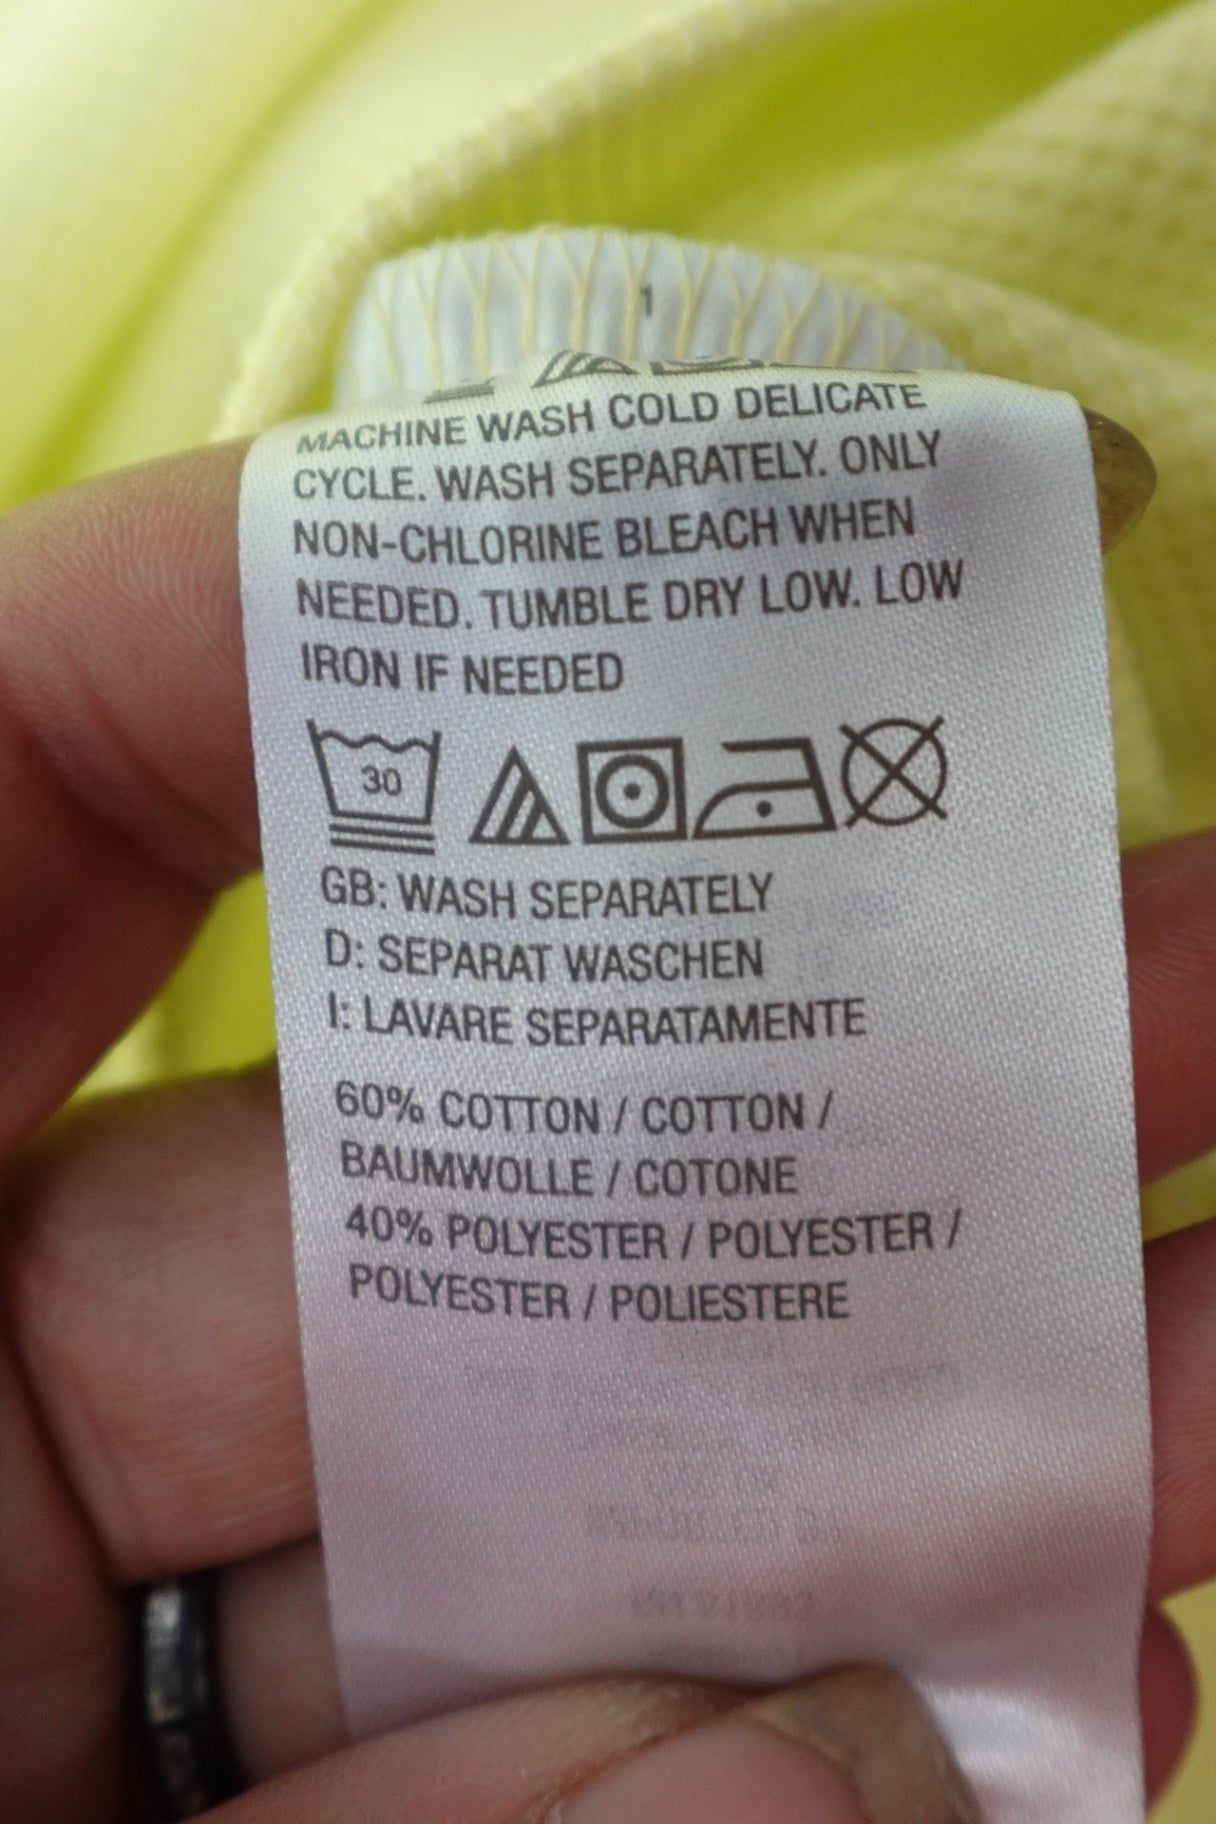 1
MACHINE WASH COLD DELICATE
CYCLE. WASH SEPARATELY. ONLY
NON-CHLORINE BLEACH WHEN
NEEDED. TUMBLE DRY LOW. LOW
IRON IF NEEDED
30
GB: WASH SEPARATELY
D: SEPARAT WASCHEN
I: LAVARE SEPARATAMENTE
60% COTTON / COTTON /
BAUMWOLLE / COTONE
40% POLYESTER / POLYESTER /
POLYESTER / POLIESTERE